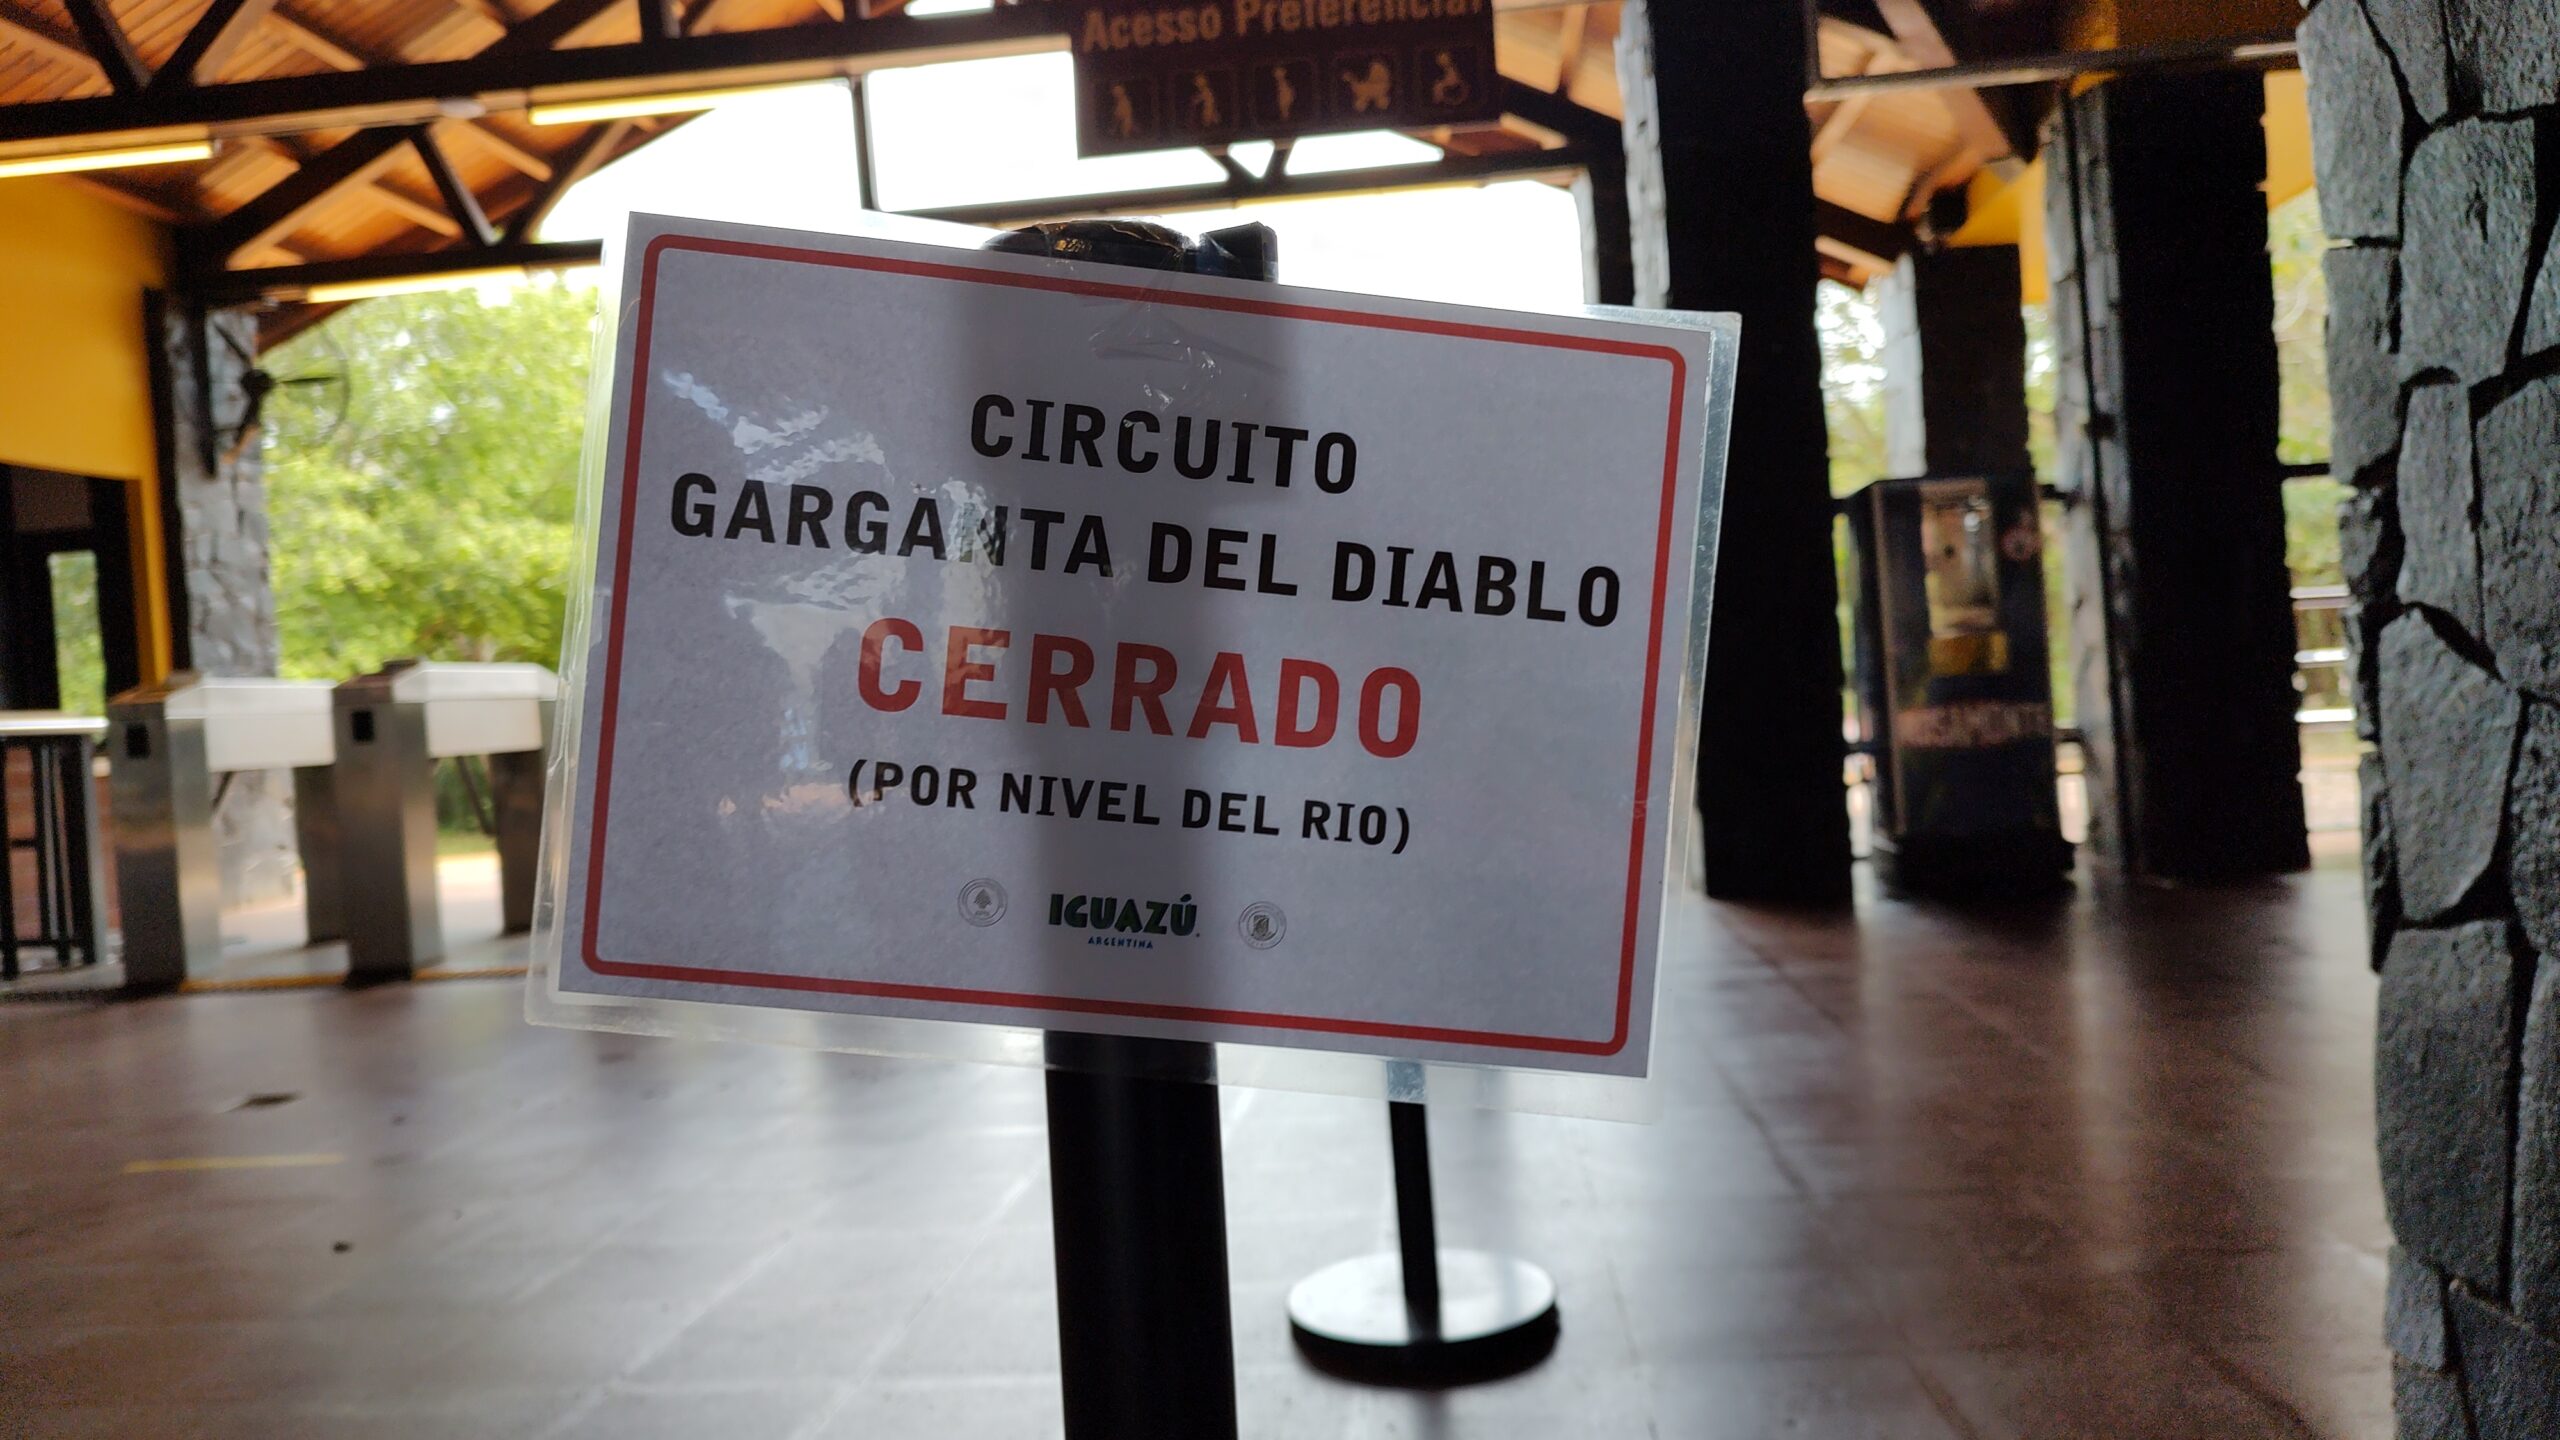 Acesso Preferencial
CIRCUITO
GARGANTA DEL DIABLO
CERRADO
(POR NIVEL DEL RIO)
IGUAZÚ
ARGENTINA